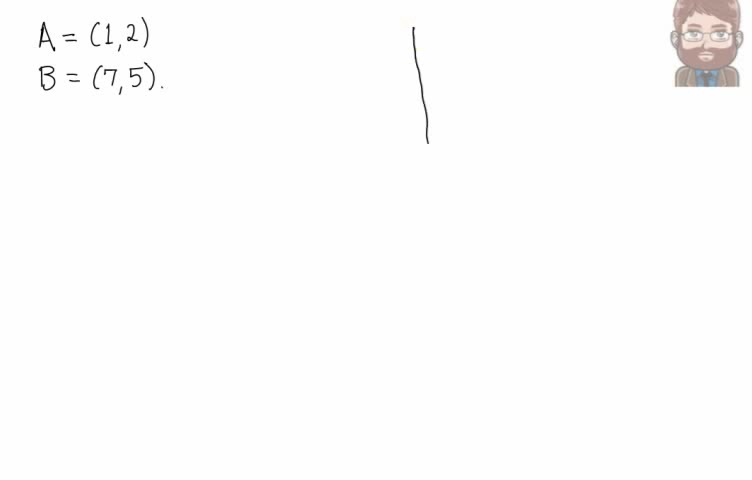 A = (1,2)
B = (7,5).